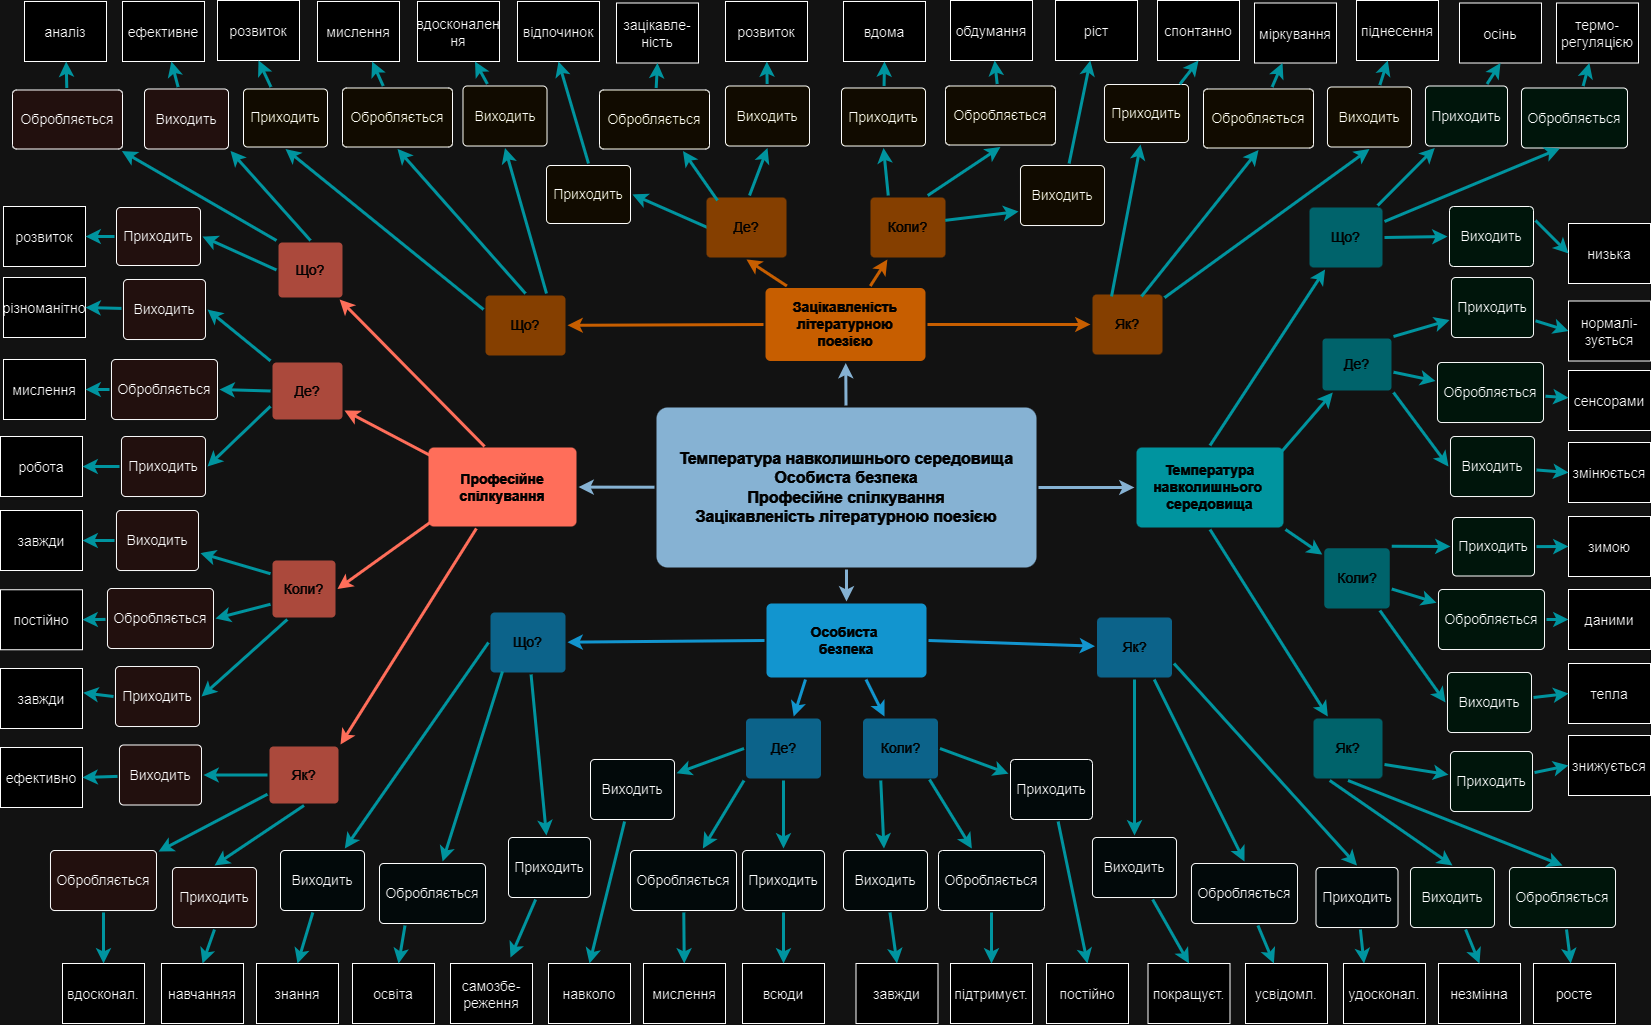 аналіз
ефективне
розвиток
мислення
вдосконален
ня
відпочинок
зацікавле-
ність
розвиток
вдома
обдумання
ріст
спонтанно
міркування
піднесення
осінь
термо-
регуляцією
Обробляється
Виходить
Приходить
Обробляється
Виходить
Обробляється
Виходить
Приходить
Обробляється
Приходить
Обробляється
Виходить
Приходить
Обробляється
Приходить
Виходить
розвиток
Приходить
Що?
Де?
Коли?
Що?
Виходить
низька
різноманітно
Виходить
Що?
Зацікавленість
літературною
поезією
Як?
Приходить
нормалі-
зується
мислення
Обробляється
Де?
Де?
Обробляється
сенсорами
робота
Приходить
Професійне
спілкування
Температура навколишнього середовища
Особиста безпека
Професійне спілкування
Зацікавленість літературною поезією
Температура
навколишнього
середовища
Виходить
змінюється
завжди
Виходить
Коли?
Коли?
Приходить
зимою
постійно
Обробляється
Що?
Особиста
безпека
Як?
Обробляється
даними
завжди
Приходить
Виходить
тепла
ефективно
Виходить
Як?
Де?
Коли?
Як?
Приходить
знижується
Виходить
Приходить
Обробляється
Приходить
Виходить
Обробляється
Приходить
Обробляється
Приходить
Виходить
Обробляється
Виходить
Обробляється
Приходить
Виходить
Обробляється
вдосконал.
навчанняя
знання
освіта
самозбе-
реження
навколо
мислення
всюди
завжди
підтримуєт.
постійно
покращуєт.
усвідомл.
удосконал.
незмінна
росте